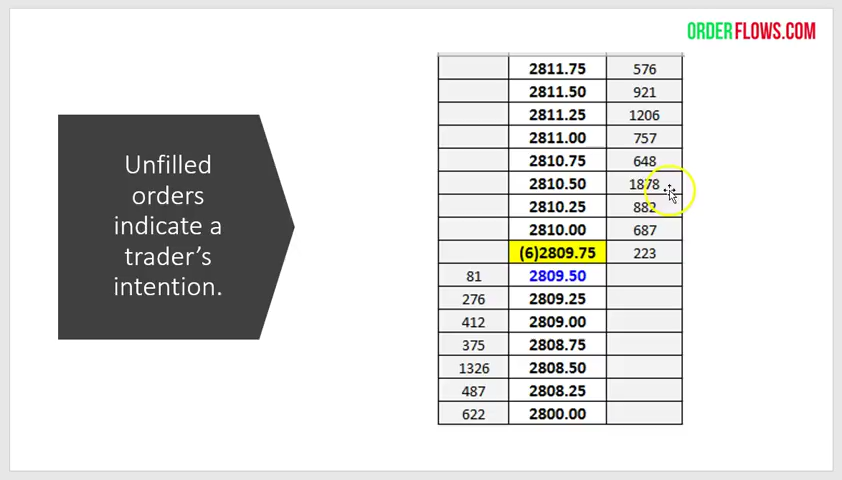 ORDERFLOWS.COM
Unfilled
orders
indicate a
trader's
intention.
2811.75 576
2811.50 921
2811.25 1206
2811.00 757
2810.75 648
2810.50 1878
2810.25 882
2810.00 687
(6)2809.75 223
81 2809.50
276 2809.25
412 2809.00
375 2808.75
1326 2808.50
487 2808.25
622 2800.00